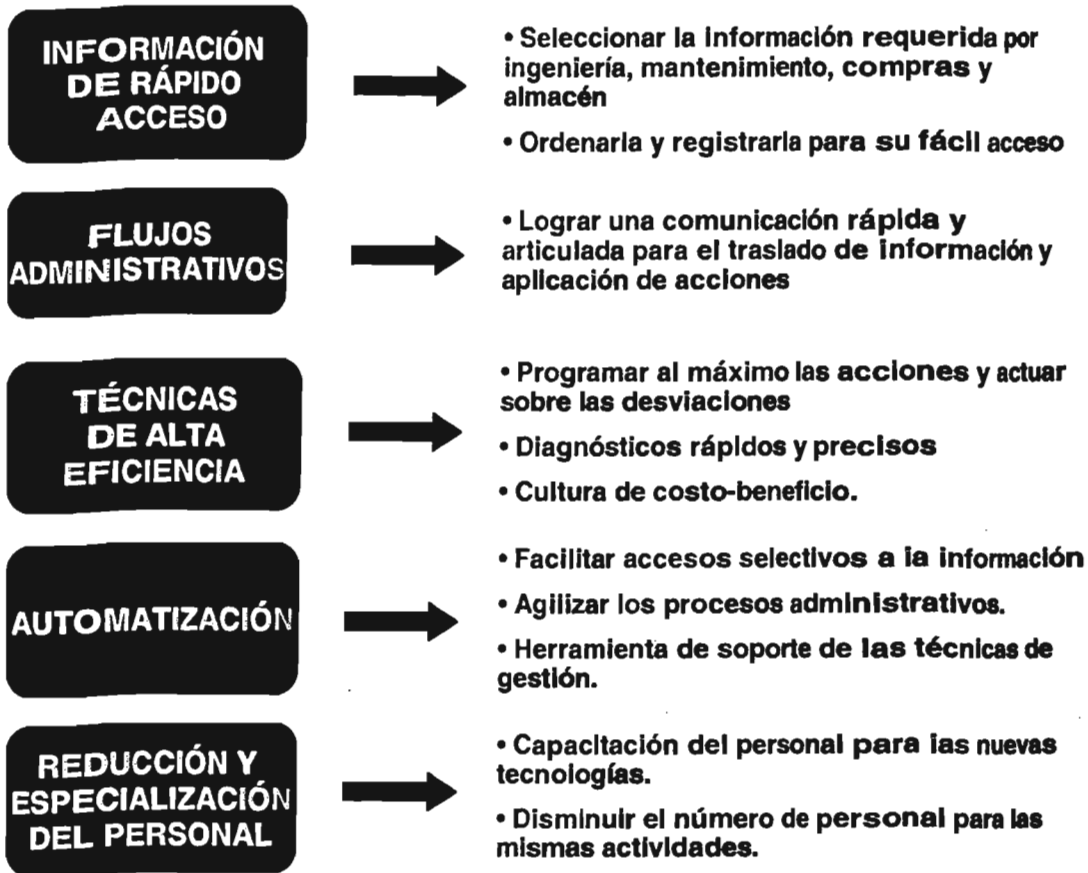 INFORMACIÓN
DE RÁPIDO
ACCESO
• Seleccionar la información requerida por
ingeniería, mantenimiento, compras y
almacén
• Ordenarla y registrarla para su fácil acceso
FLUJOS
ADMINISTRATIVOS
• Lograr una comunicación rápida y
articulada para el traslado de información y
aplicación de acciones
TÉCNICAS
DE ALTA
EFICIENCIA
• Programar al máximo las acciones y actuar
sobre las desviaciones
• Diagnósticos rápidos y precisos
• Cultura de costo-beneficio.
AUTOMATIZACIÓN
• Facilitar accesos selectivos a la información
• Agilizar los procesos administrativos.
• Herramienta de soporte de las técnicas de
gestión.
REDUCCIÓN Y
ESPECIALIZACIÓN
DEL PERSONAL
• Capacitación del personal para las nuevas
tecnologías.
• Disminuir el número de personal para las
mismas actividades.